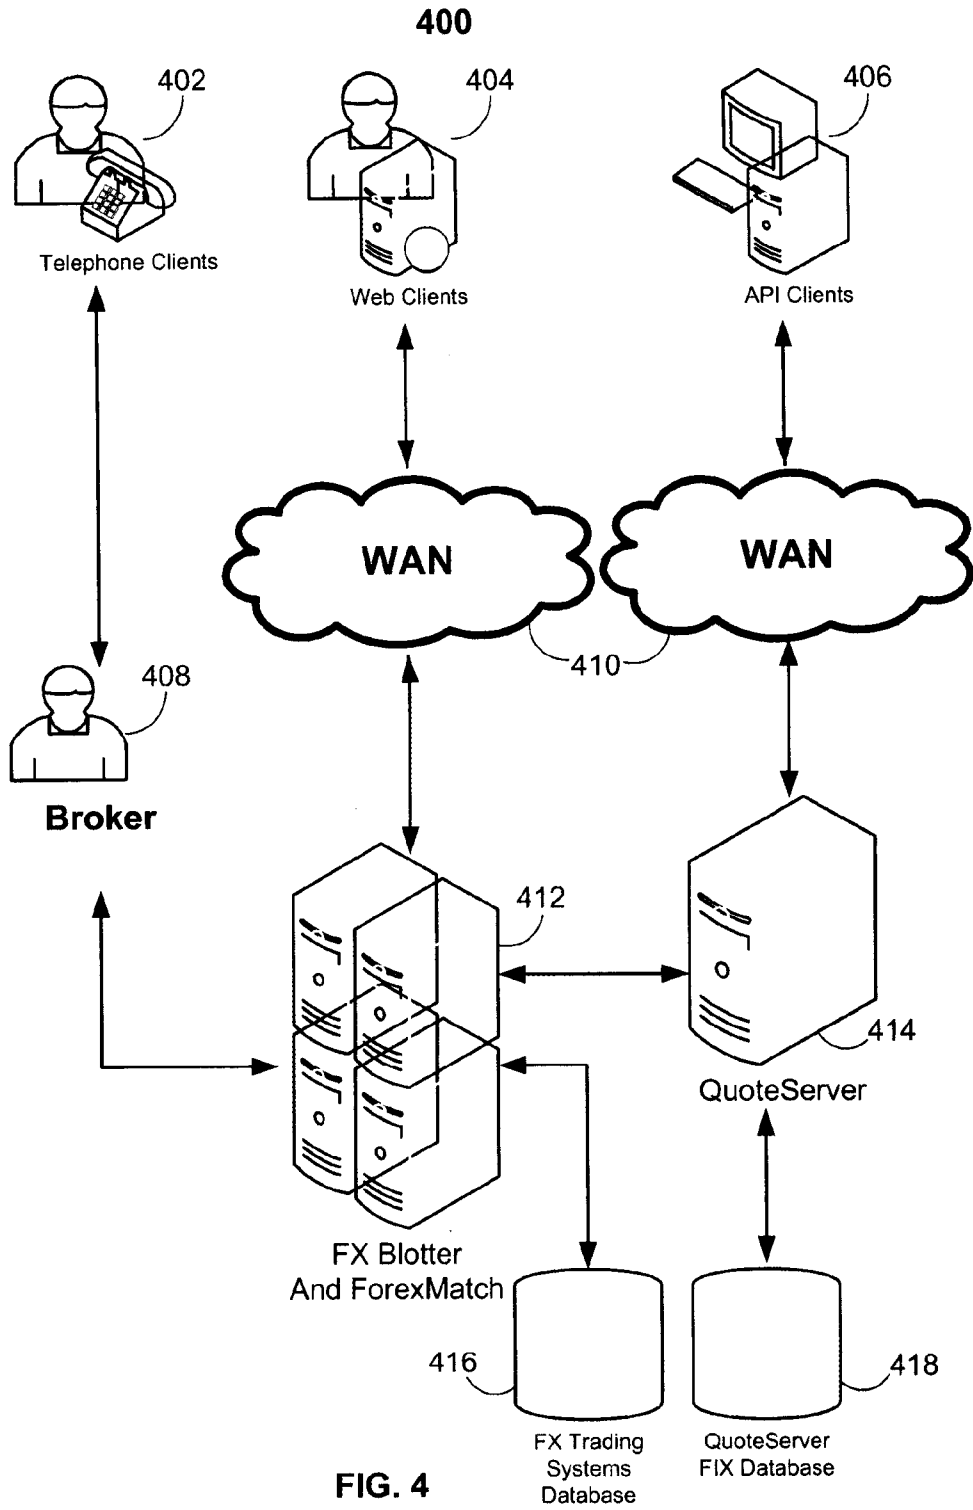 400
402
404
406
Telephone Clients
Web Clients
API Clients
WAN
WAN
410
408
Broker
412
414
QuoteServer
FX Blotter
And ForexMatch
416
418
FX Trading
Systems
Database
QuoteServer
FIX Database
FIG. 4